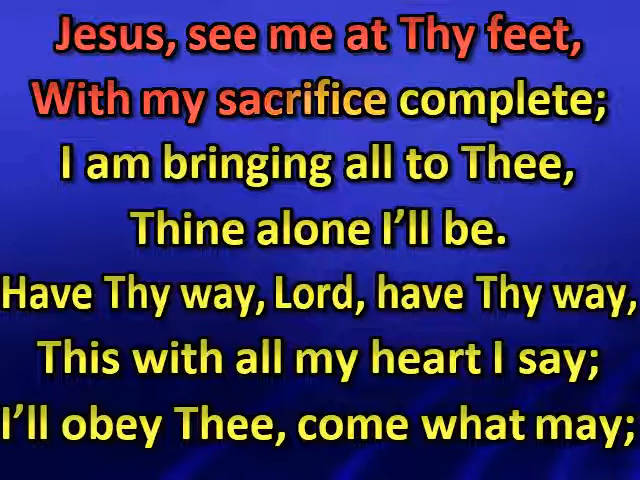 Jesus, see me at Thy feet,
With my sacrifice complete;
I am bringing all to Thee,
Thine alone I’ll be.
Have Thy way, Lord, have Thy way,
This with all my heart I say;
I’ll obey Thee, come what may;